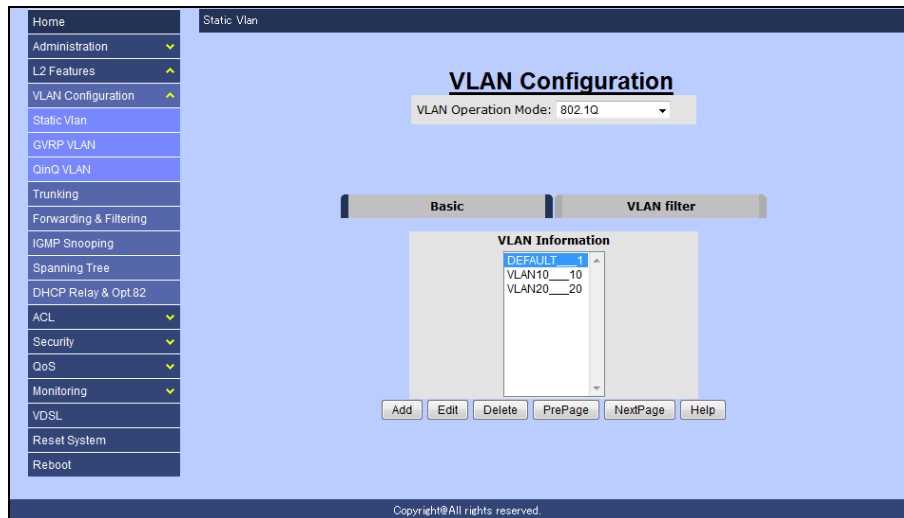 Home
Static Vlan
Administration
L2 Features
VLAN Configuration
Static Vlan
GVRP VLAN
QinQ VLAN
Trunking
Forwarding & Filtering
IGMP Snooping
Spanning Tree
DHCP Relay & Opt.82
ACL
Security
QoS
Monitoring
VDSL
Reset System
Reboot
VLAN Configuration
VLAN Operation Mode: 802.1Q
Basic
VLAN filter
VLAN Information
DEFAULT___1
VLAN10___10
VLAN20___20
Add Edit Delete PrePage NextPage Help
Copyright@All rights reserved.